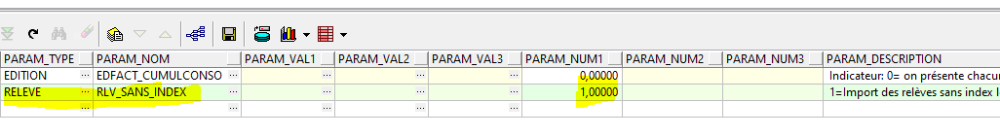 PARAM_TYPE PARAM_NOM PARAM_VAL1 PARAM_VAL2 PARAM_VAL3 PARAM_NUM1 PARAM_NUM2 PARAM_NUM3 PARAM_DESCRIPTION
EDITION EDFACT_CUMULCONSO 0,00000 Indicateur: 0= on présente chacur
RELEVE RLV_SANS_INDEX 1,00000 1=Import des relèves sans index l